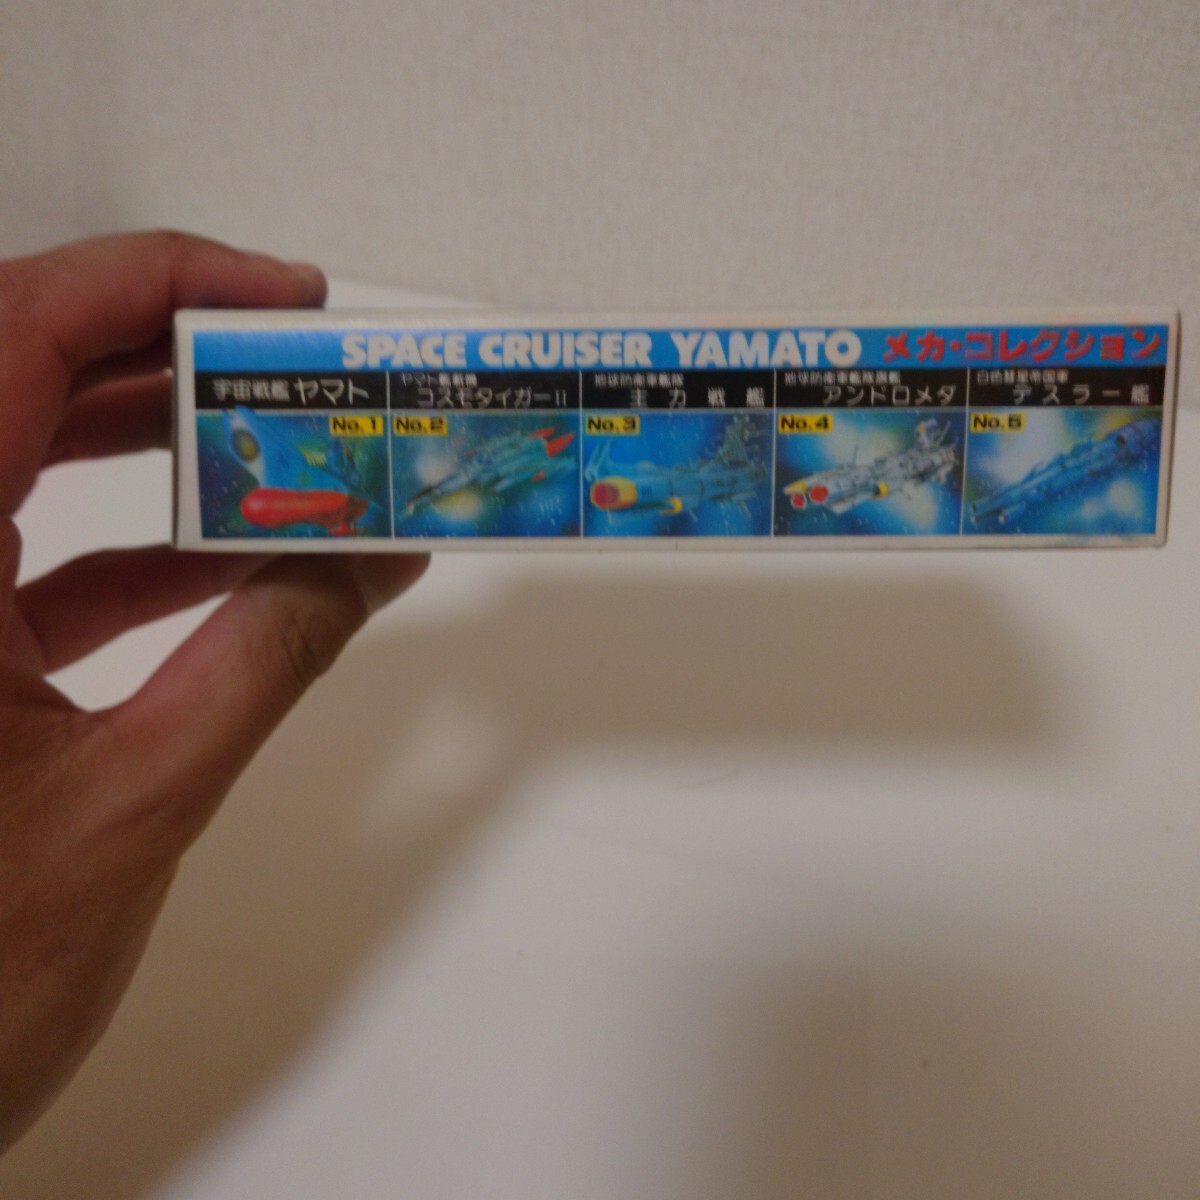 SPACE CRUISER YAMATO メカ・コレクション
宇宙戦艦 ヤマト
No.1
ヤマト艦載機
コスモタイガーII
No.2
地球防衛軍艦隊
主力戦艦
No.3
地球防衛軍艦隊旗艦
アンドロメダ
No.4
白色彗星帝国軍
デスラー艦
No.5